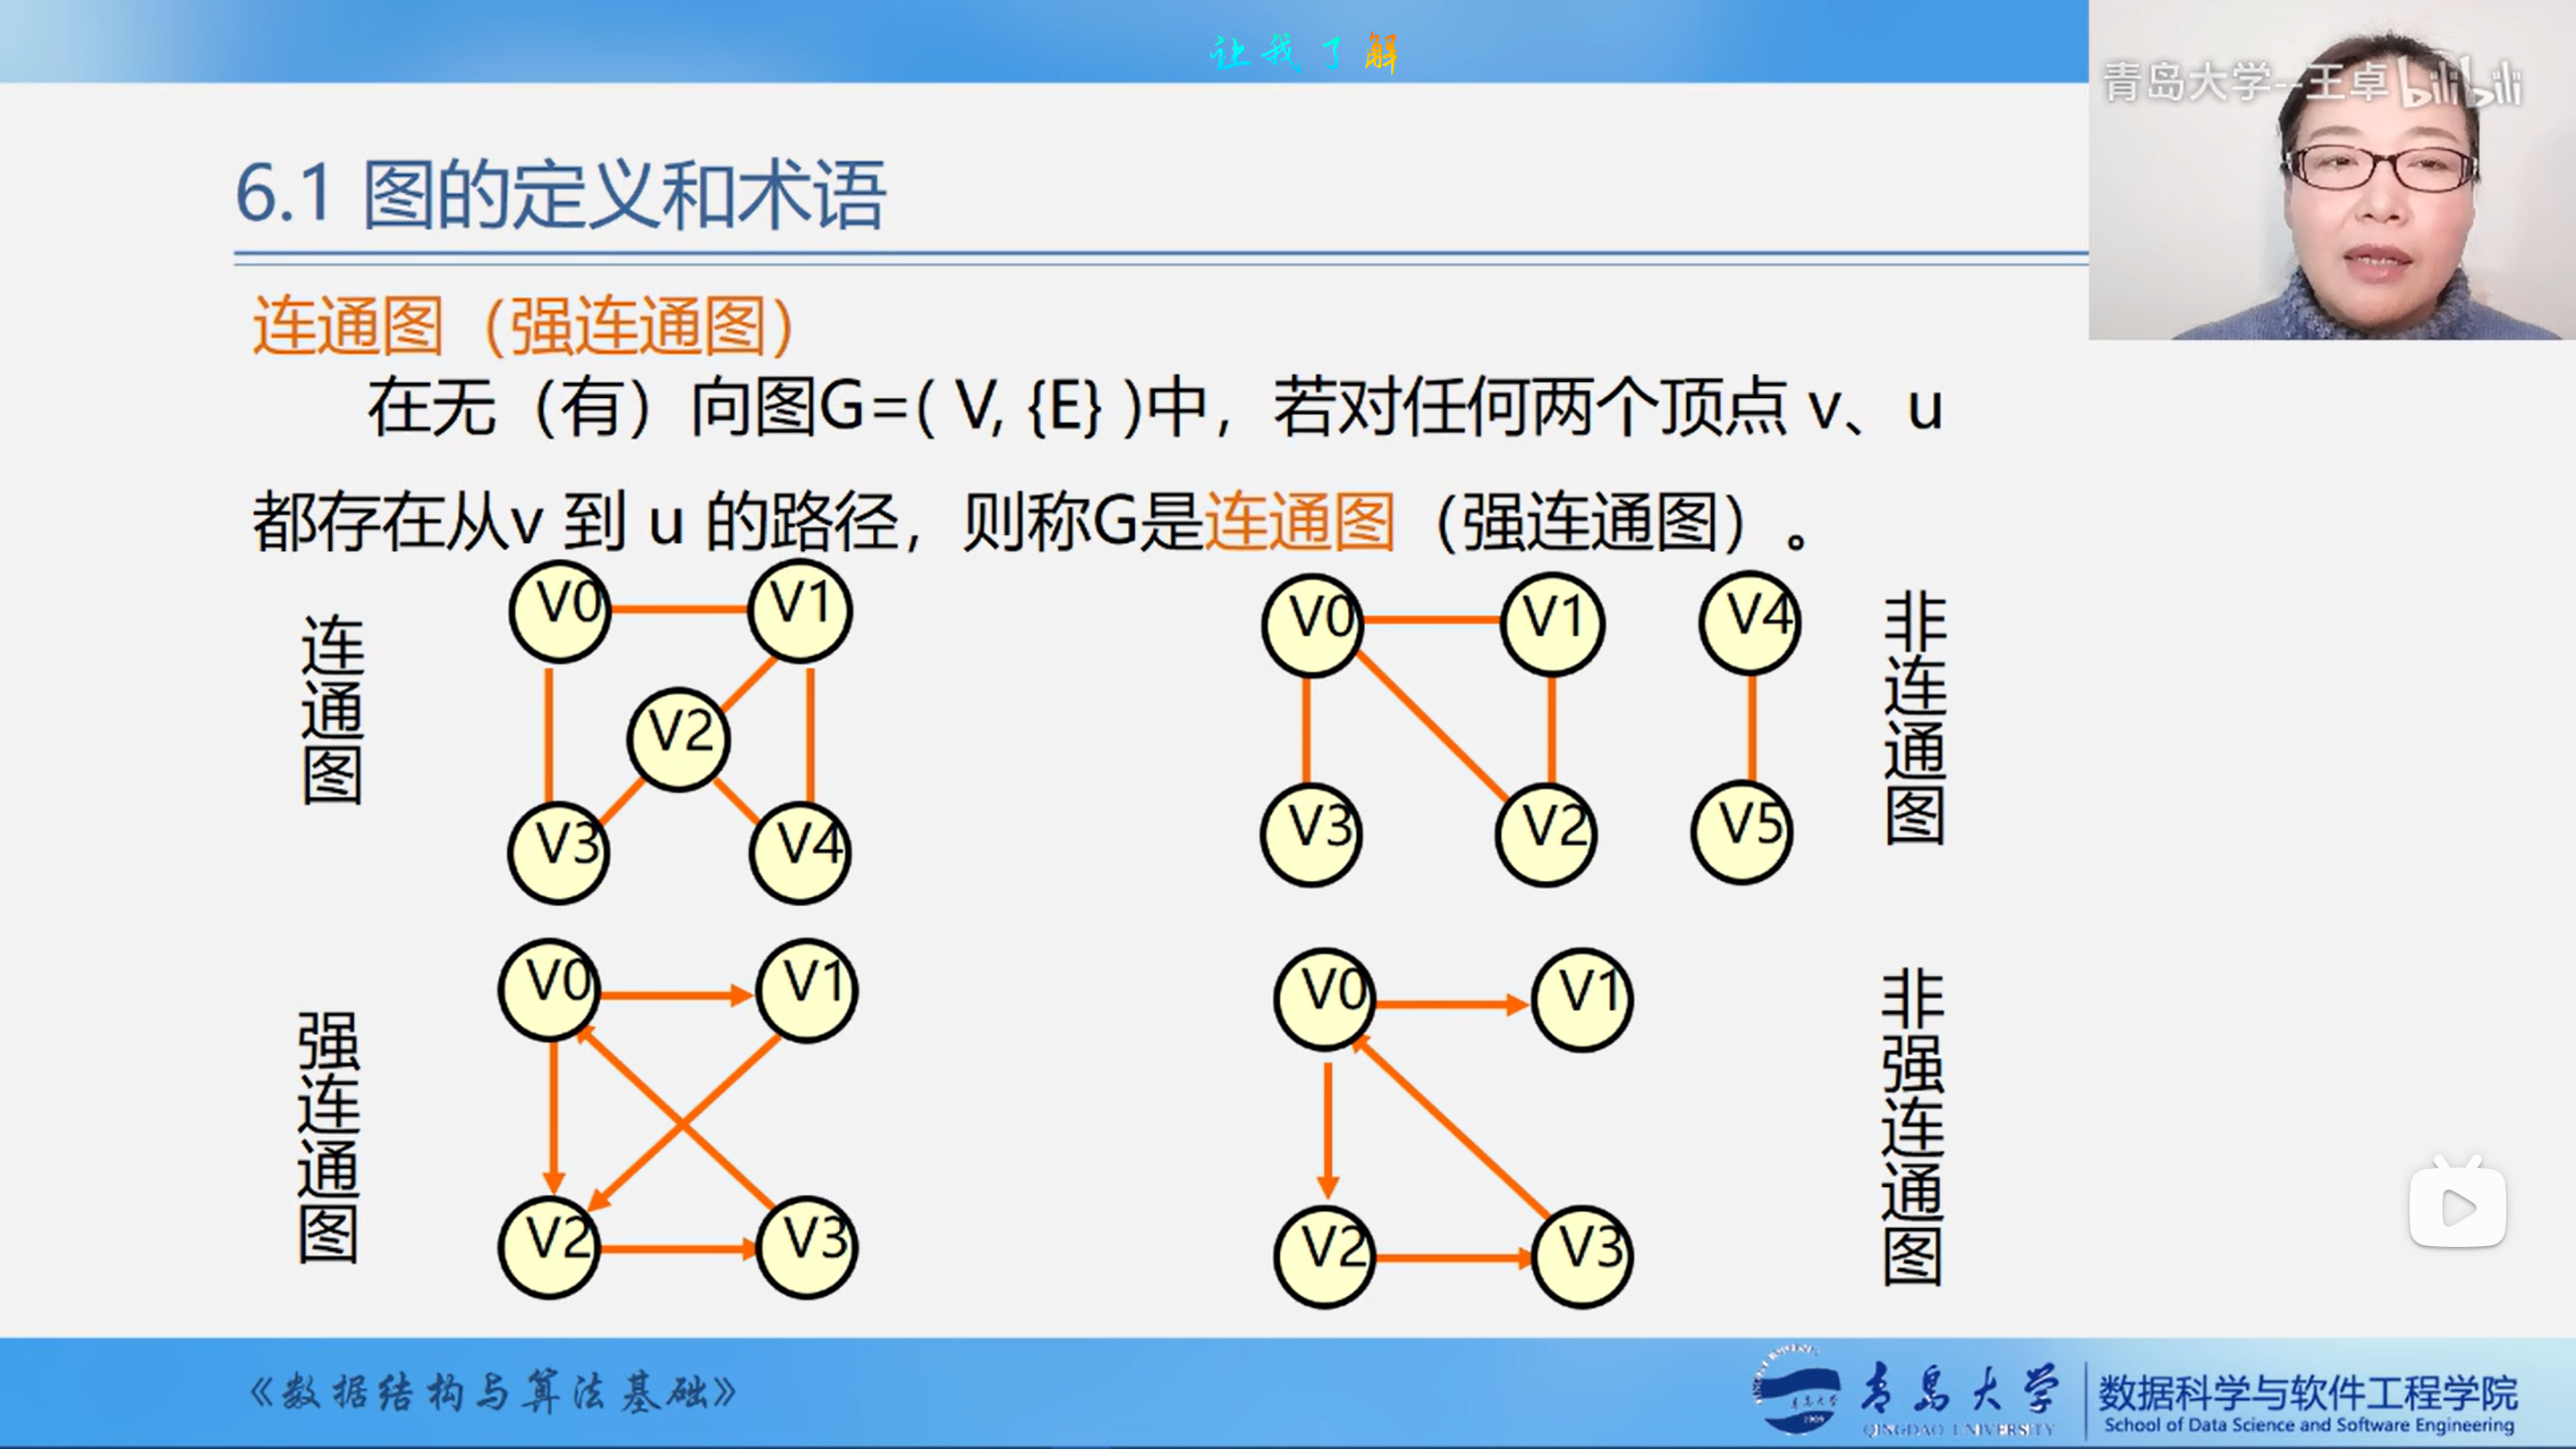 让我了解
青岛大学--王卓 bilibili
6.1 图的定义和术语
连通图（强连通图）
在无（有）向图G=( V, {E} )中，若对任何两个顶点 v、u
都存在从v 到 u 的路径，则称G是连通图（强连通图）。
连通图
V0 V1
V2
V3 V4
V0 V1 V4
V3 V2 V5
非连通图
强连通图
V0 V1
V2 V3
V0 V1
V2 V3
非强连通图
《数据结构与算法基础》
青岛大学
QINGDAO UNIVERSITY
数据科学与软件工程学院
School of Data Science and Software Engineering